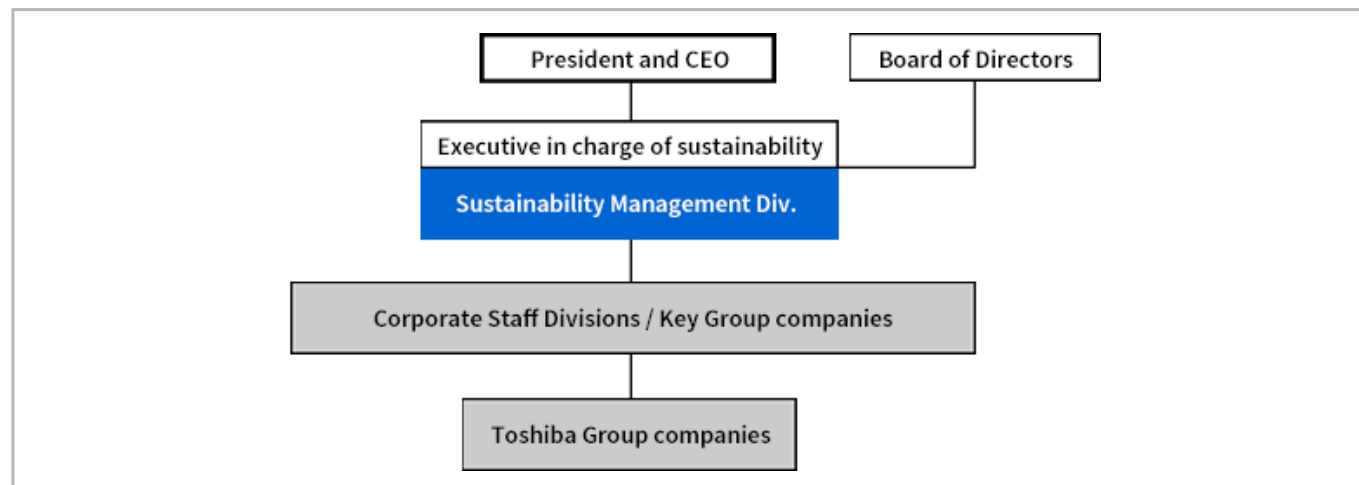 President and CEO
Board of Directors
Executive in charge of sustainability
Sustainability Management Div.
Corporate Staff Divisions / Key Group companies
Toshiba Group companies